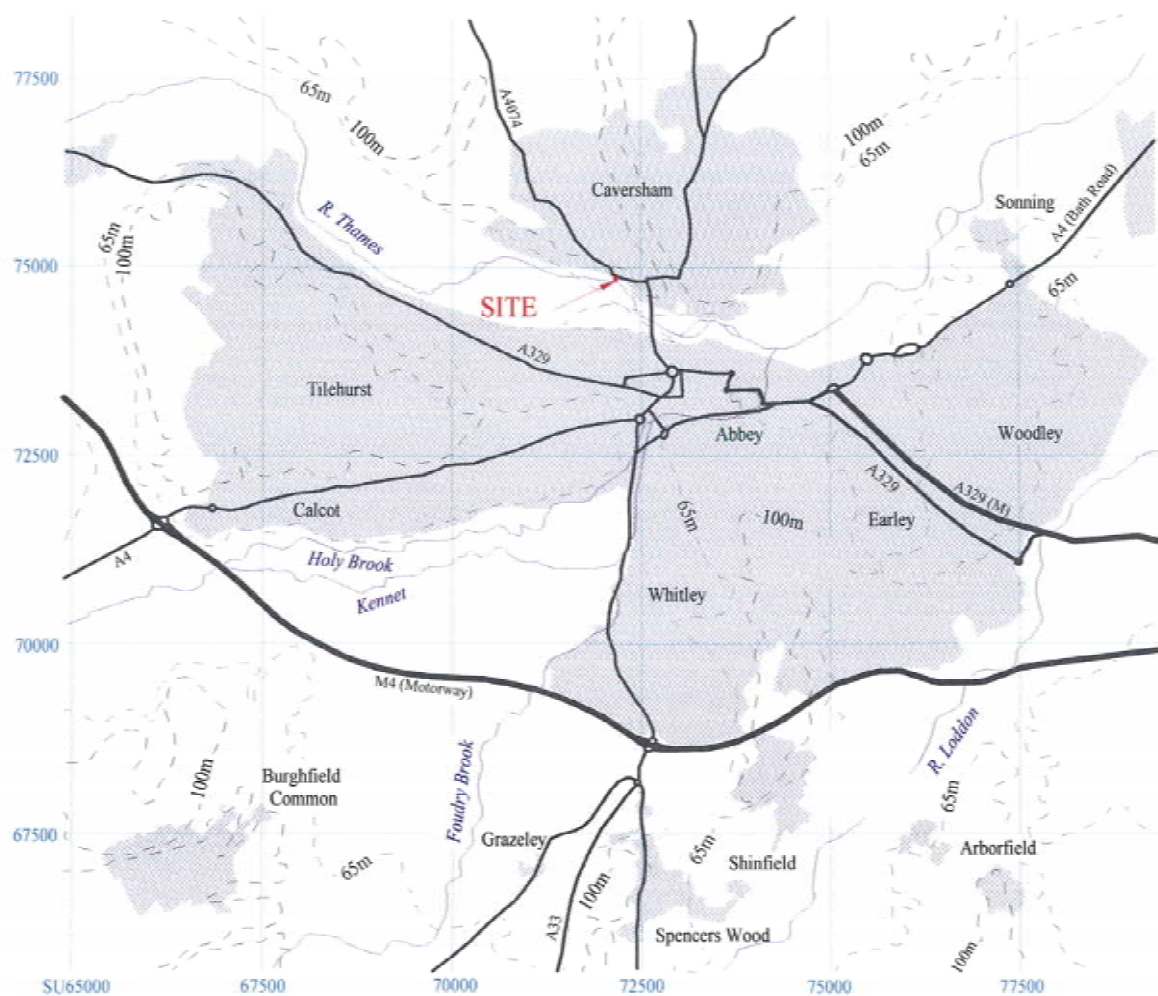 77500
65m
100m
A4074
100m
65m
Caversham
Sonning
A4 (Bath Road)
R. Thames
65m
100m
75000
65m
SITE
A329
Tilehurst
Abbey
Woodley
72500
A329
A329 (M)
Calcot
65m
100m
Earley
A4
Holy Brook
Kennet
Whitley
70000
M4 (Motorway)
R. Loddon
100m
Burghfield
Common
Foudry Brook
65m
67500
Grazeley
65m
Shinfield
Arborfield
65m
100m
A33
Spencers Wood
100m
SU65000
67500
70000
72500
75000
77500